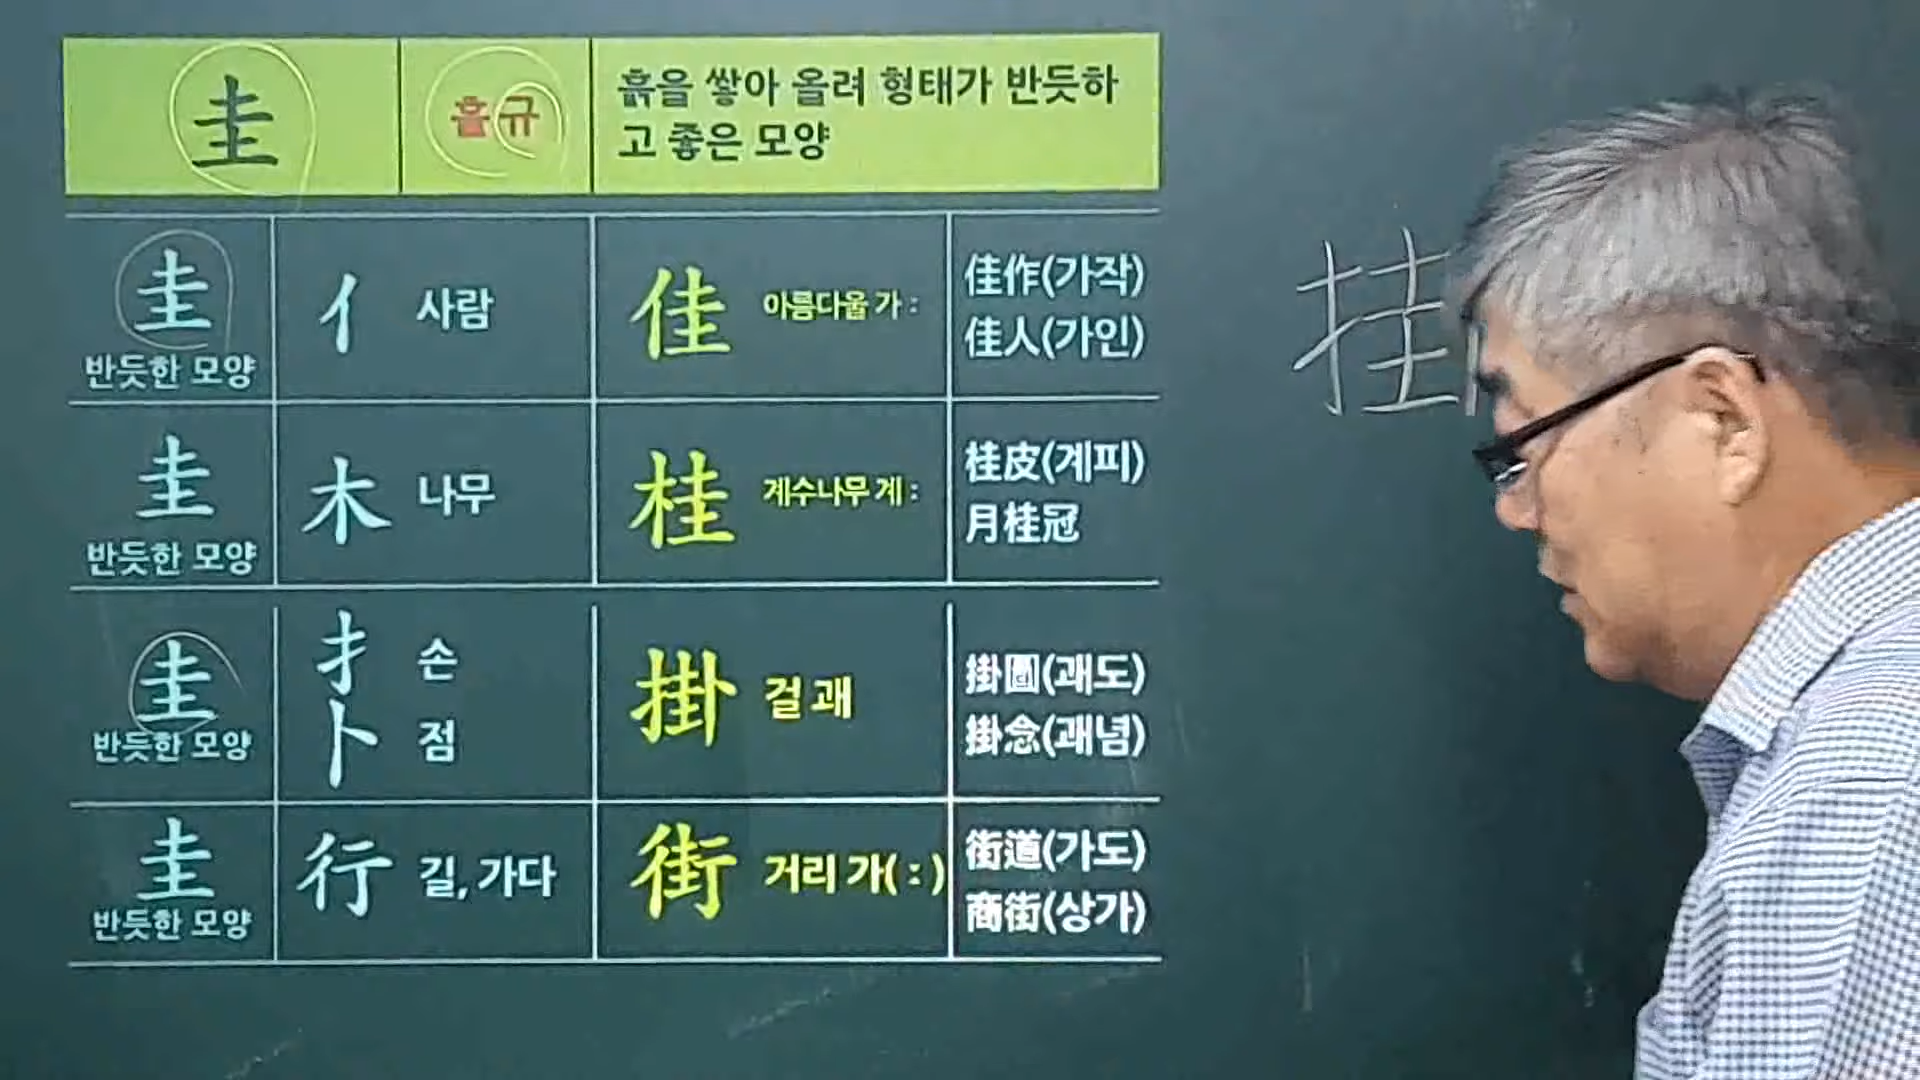 圭 홀 규 흙을 쌓아 올려 형태가 반듯하
고 좋은 모양
圭 반듯한 모양
亻 사람
佳 아름다울 가 :
佳作(가작)
佳人(가인)
圭 반듯한 모양
木 나무
桂 계수나무 계 :
桂皮(계피)
月桂冠
圭 반듯한 모양
扌 손
卜 점
掛 걸 괘
掛圖(괘도)
掛念(괘념)
圭 반듯한 모양
行 길, 가다
街 거리 가( : )
街道(가도)
商街(상가)
挂